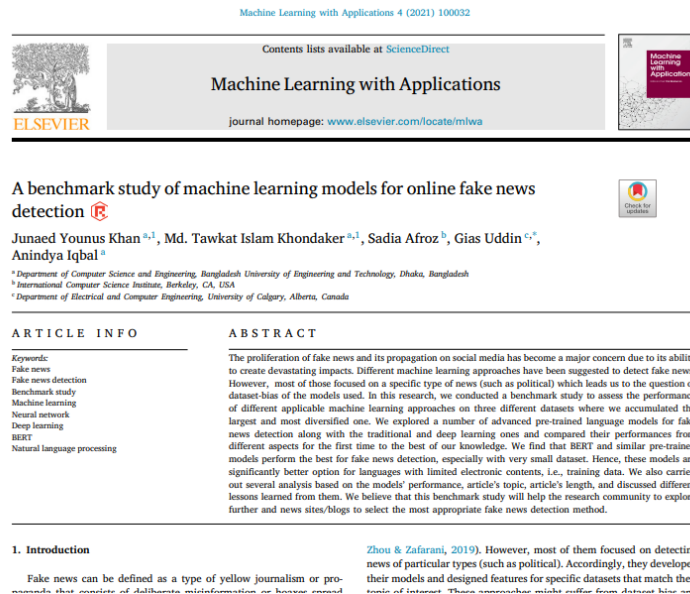 Machine Learning with Applications 4 (2021) 100032
Contents lists available at ScienceDirect
Machine Learning with Applications
journal homepage: www.elsevier.com/locate/mlwa
ELSEVIER
Machine
Learning
with
Application
A benchmark study of machine learning models for online fake news
detection R
Check for
updates
Junaed Younus Khan a,1, Md. Tawkat Islam Khondaker a,1, Sadia Afroz b, Gias Uddin c,*,
Anindya Iqbal a
a Department of Computer Science and Engineering, Bangladesh University of Engineering and Technology, Dhaka, Bangladesh
b International Computer Science Institute, Berkeley, CA, USA
c Department of Electrical and Computer Engineering, University of Calgary, Alberta, Canada
ARTICLE INFO
Keywords:
Fake news
Fake news detection
Benchmark study
Machine learning
Neural network
Deep learning
BERT
Natural language processing
ABSTRACT
The proliferation of fake news and its propagation on social media has become a major concern due to its abilit
to create devastating impacts. Different machine learning approaches have been suggested to detect fake new
However, most of those focused on a specific type of news (such as political) which leads us to the question o
dataset-bias of the models used. In this research, we conducted a benchmark study to assess the performanc
of different applicable machine learning approaches on three different datasets where we accumulated th
largest and most diversified one. We explored a number of advanced pre-trained language models for fak
news detection along with the traditional and deep learning ones and compared their performances fro
different aspects for the first time to the best of our knowledge. We find that BERT and similar pre-traine
models perform the best for fake news detection, especially with very small dataset. Hence, these models a
significantly better option for languages with limited electronic contents, i.e., training data. We also carrie
out several analysis based on the models' performance, article's topic, article's length, and discussed differen
lessons learned from them. We believe that this benchmark study will help the research community to explor
further and news sites/blogs to select the most appropriate fake news detection method.
1. Introduction
Fake news can be defined as a type of yellow journalism or pro-
paganda that consists of deliberate misinformation or hoaxes spread
Zhou & Zafarani, 2019). However, most of them focused on detectin
news of particular types (such as political). Accordingly, they develope
their models and designed features for specific datasets that match the
topic of interest. These approaches might suffer from dataset bias an